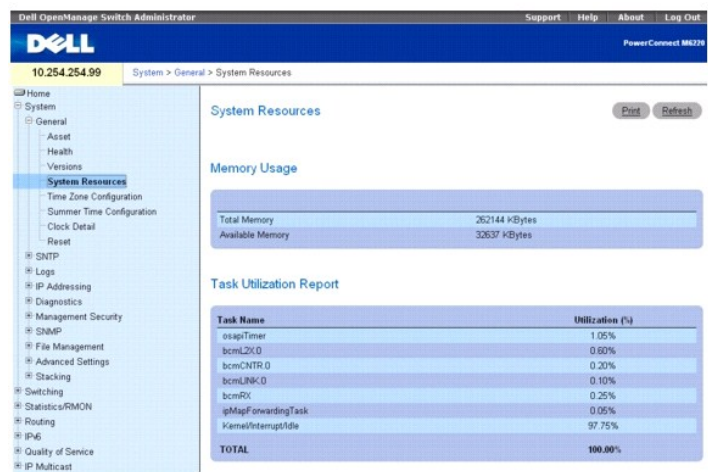 Dell OpenManage Switch Administrator Support Help About Log Out
DELL
PowerConnect M6220
10.254.254.99 System > General > System Resources
Home
System
General
Asset
Health
Versions
System Resources
Time Zone Configuration
Summer Time Configuration
Clock Detail
Reset
SNTP
Logs
IP Addressing
Diagnostics
Management Security
SNMP
File Management
Advanced Settings
Stacking
Switching
Statistics/RMON
Routing
IPv6
Quality of Service
IP Multicast
System Resources Print Refresh
Memory Usage
Total Memory 262144 KBytes
Available Memory 32637 KBytes
Task Utilization Report
Task Name Utilization (%)
osapiTimer 1.05%
bcmL2X.0 0.60%
bcmCNTR.0 0.20%
bcmLINK.0 0.10%
bcmRX 0.25%
ipMapForwardingTask 0.05%
Kernel/Interrupt/Idle 97.75%
TOTAL 100.00%